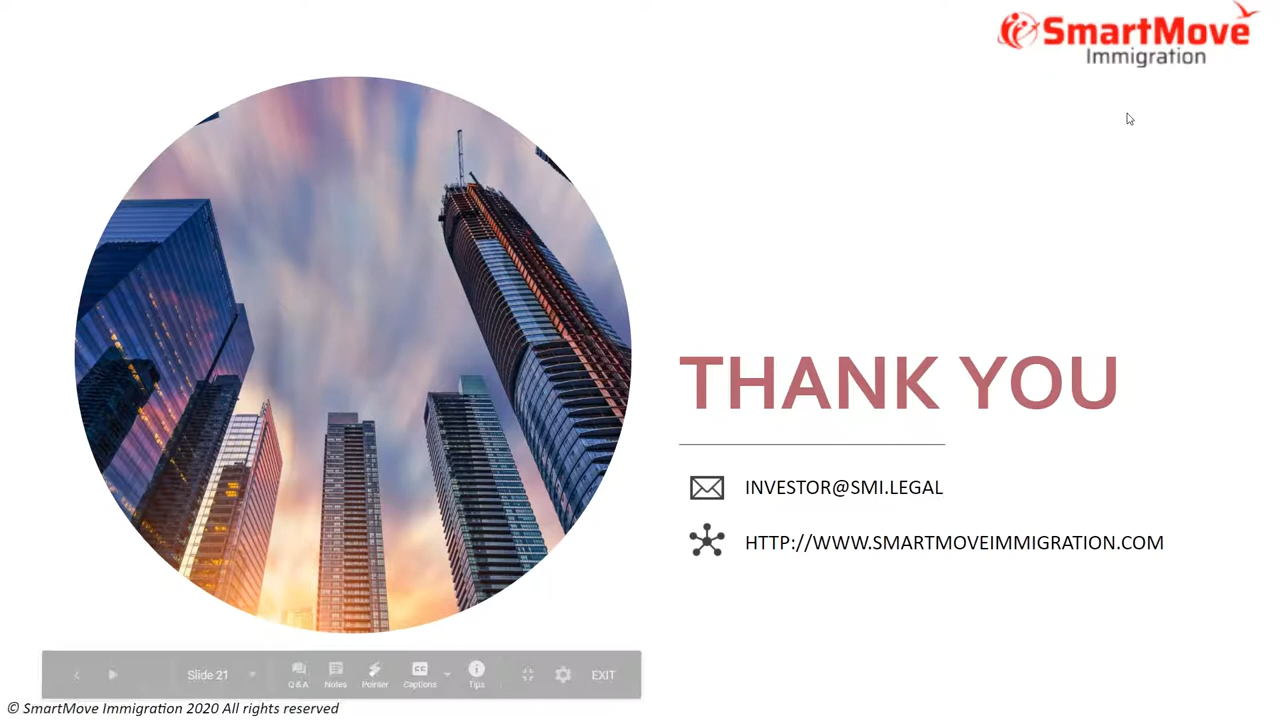 SmartMove
Immigration
THANK YOU
INVESTOR@SMI.LEGAL
HTTP://WWW.SMARTMOVEIMMIGRATION.COM
Slide 21
Q&A Notes Pointer Captions Tips EXIT
© SmartMove Immigration 2020 All rights reserved